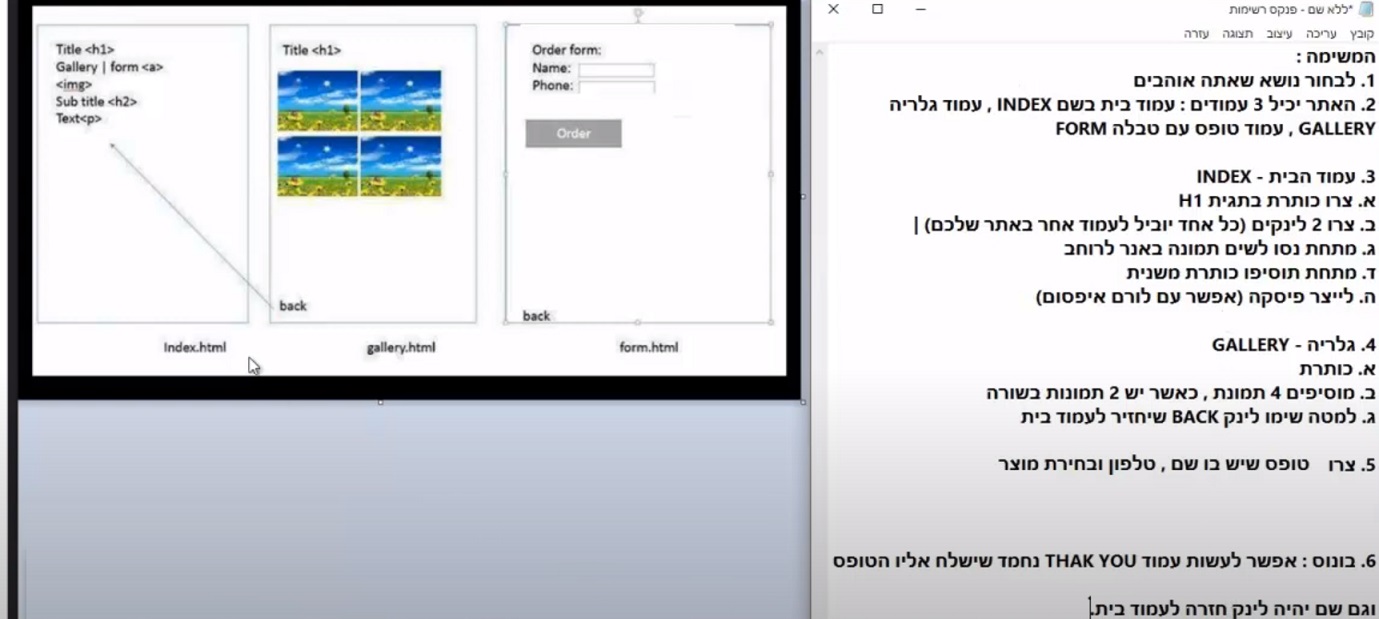 Title <h1>
Gallery | form <a>
<img>
Sub title <h2>
Text<p>
Index.html
Title <h1>
back
gallery.html
Order form:
Name:
Phone:
Order
back
form.html
*ללא שם - פנקס רשימות
קובץ עריכה עיצוב תצוגה עזרה
המשימה :
1. לבחור נושא שאתה אוהבים
2. האתר יכיל 3 עמודים : עמוד בית בשם INDEX , עמוד גלריה
GALLERY , עמוד טופס עם טבלה FORM
3. עמוד הבית - INDEX
א. צרו כותרת בתגית H1
ב. צרו 2 לינקים (כל אחד יוביל לעמוד אחר באתר שלכם) |
ג. מתחת נסו לשים תמונה באנר לרוחב
ד. מתחת תוסיפו כותרת משנית
ה. לייצר פיסקה (אפשר עם לורם איפסום)
4. גלריה - GALLERY
א. כותרת
ב. מוסיפים 4 תמונת , כאשר יש 2 תמונות בשורה
ג. למטה שימו לינק BACK שיחזיר לעמוד בית
5. צרו טופס שיש בו שם , טלפון ובחירת מוצר
6. בונוס : אפשר לעשות עמוד THAK YOU נחמד שישלח אליו הטופס
וגם שם יהיה לינק חזרה לעמוד בית.